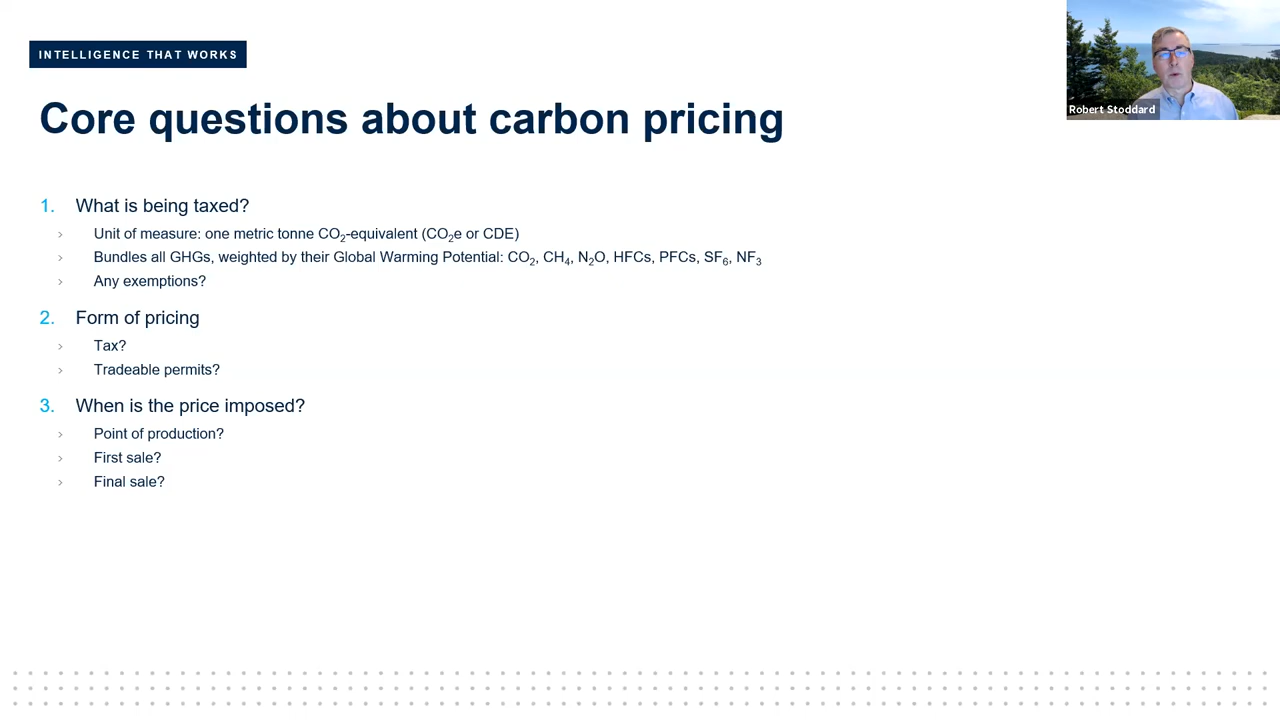 INTELLIGENCE THAT WORKS
Robert Stoddard
Core questions about carbon pricing
1. What is being taxed?
› Unit of measure: one metric tonne CO₂-equivalent (CO₂e or CDE)
› Bundles all GHGs, weighted by their Global Warming Potential: CO₂, CH₄, N₂O, HFCs, PFCs, SF₆, NF₃
› Any exemptions?
2. Form of pricing
› Tax?
› Tradeable permits?
3. When is the price imposed?
› Point of production?
› First sale?
› Final sale?